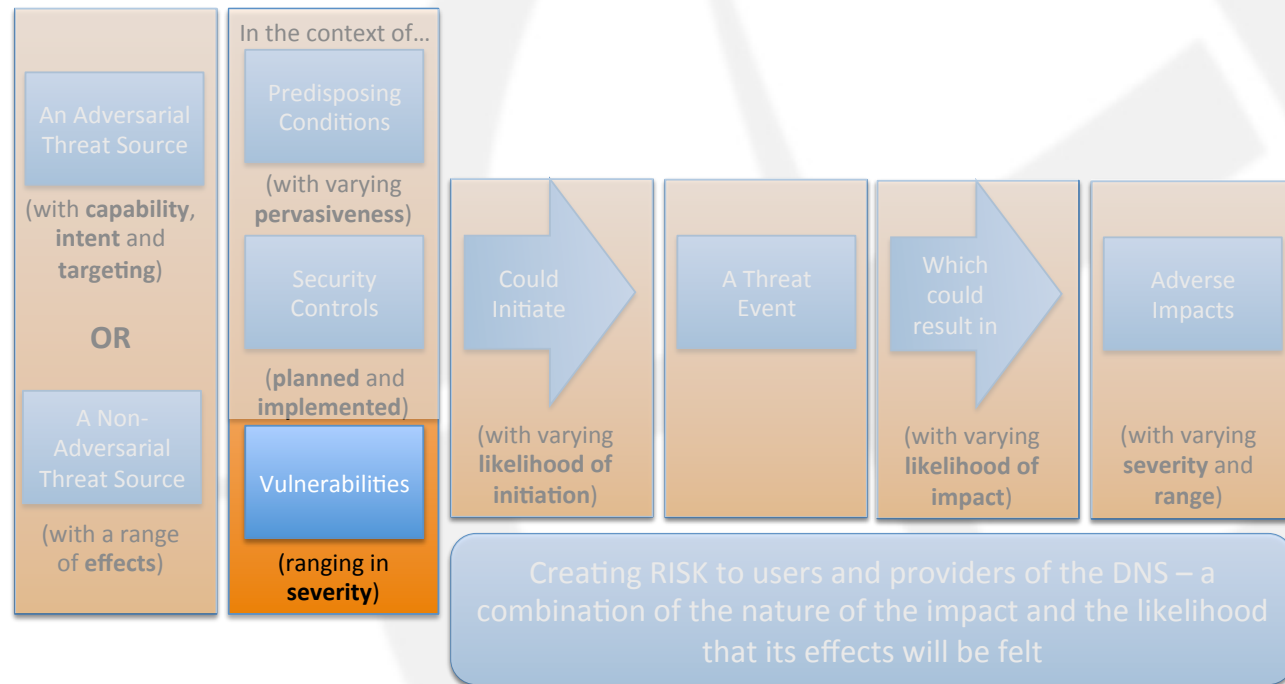 An Adversarial
Threat Source
(with capability,
intent and
targeting)
OR
A Non-
Adversarial
Threat Source
(with a range
of effects)
In the context of…
Predisposing
Conditions
(with varying
pervasiveness)
Security
Controls
(planned and
implemented)
Vulnerabilities
(ranging in
severity)
Could
Initiate
(with varying
likelihood of
initiation)
A Threat
Event
Which
could
result in
(with varying
likelihood of
impact)
Adverse
Impacts
(with varying
severity and
range)
Creating RISK to users and providers of the DNS – a
combination of the nature of the impact and the likelihood
that its effects will be felt